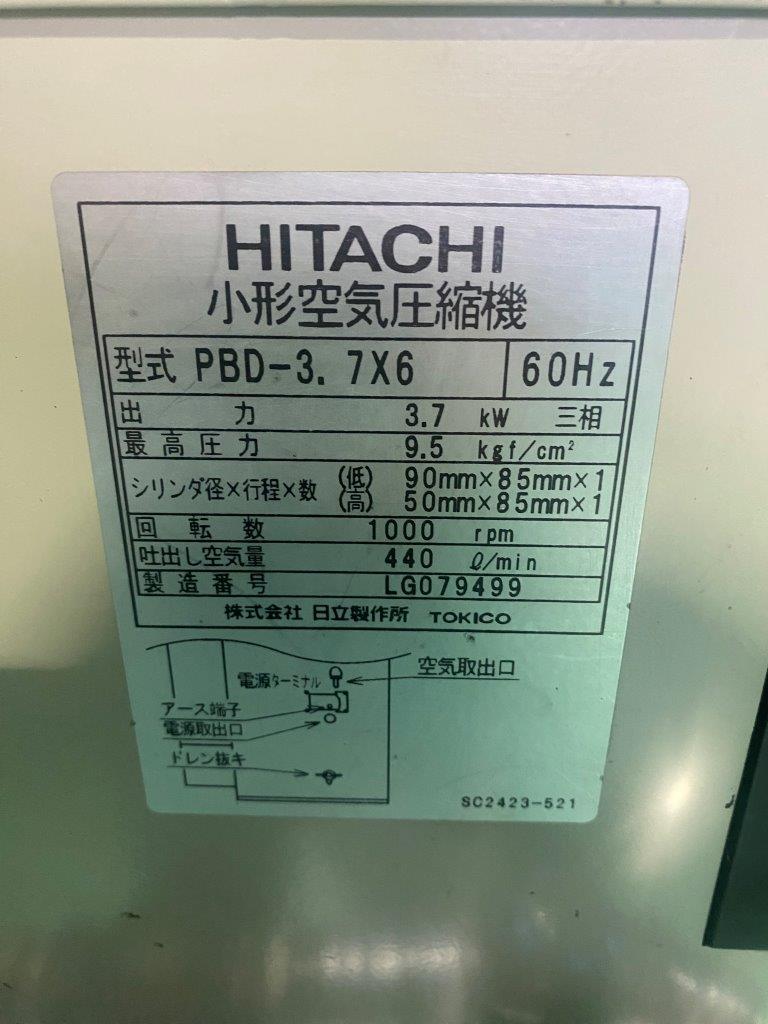 HITACHI
小形空気圧縮機
型式 PBD-3.7X6 60Hz
出力 3.7 kW 三相
最高圧力 9.5 kgf/cm²
シリンダ径×行程×数 (低) 90mm×85mm×1
(高) 50mm×85mm×1
回転数 1000 rpm
吐出し空気量 440 ℓ/min
製造番号 LG079499
株式会社 日立製作所 TOKICO
空気取出口
電源ターミナル
アース端子
電源取出口
ドレン抜キ
SC2423-521